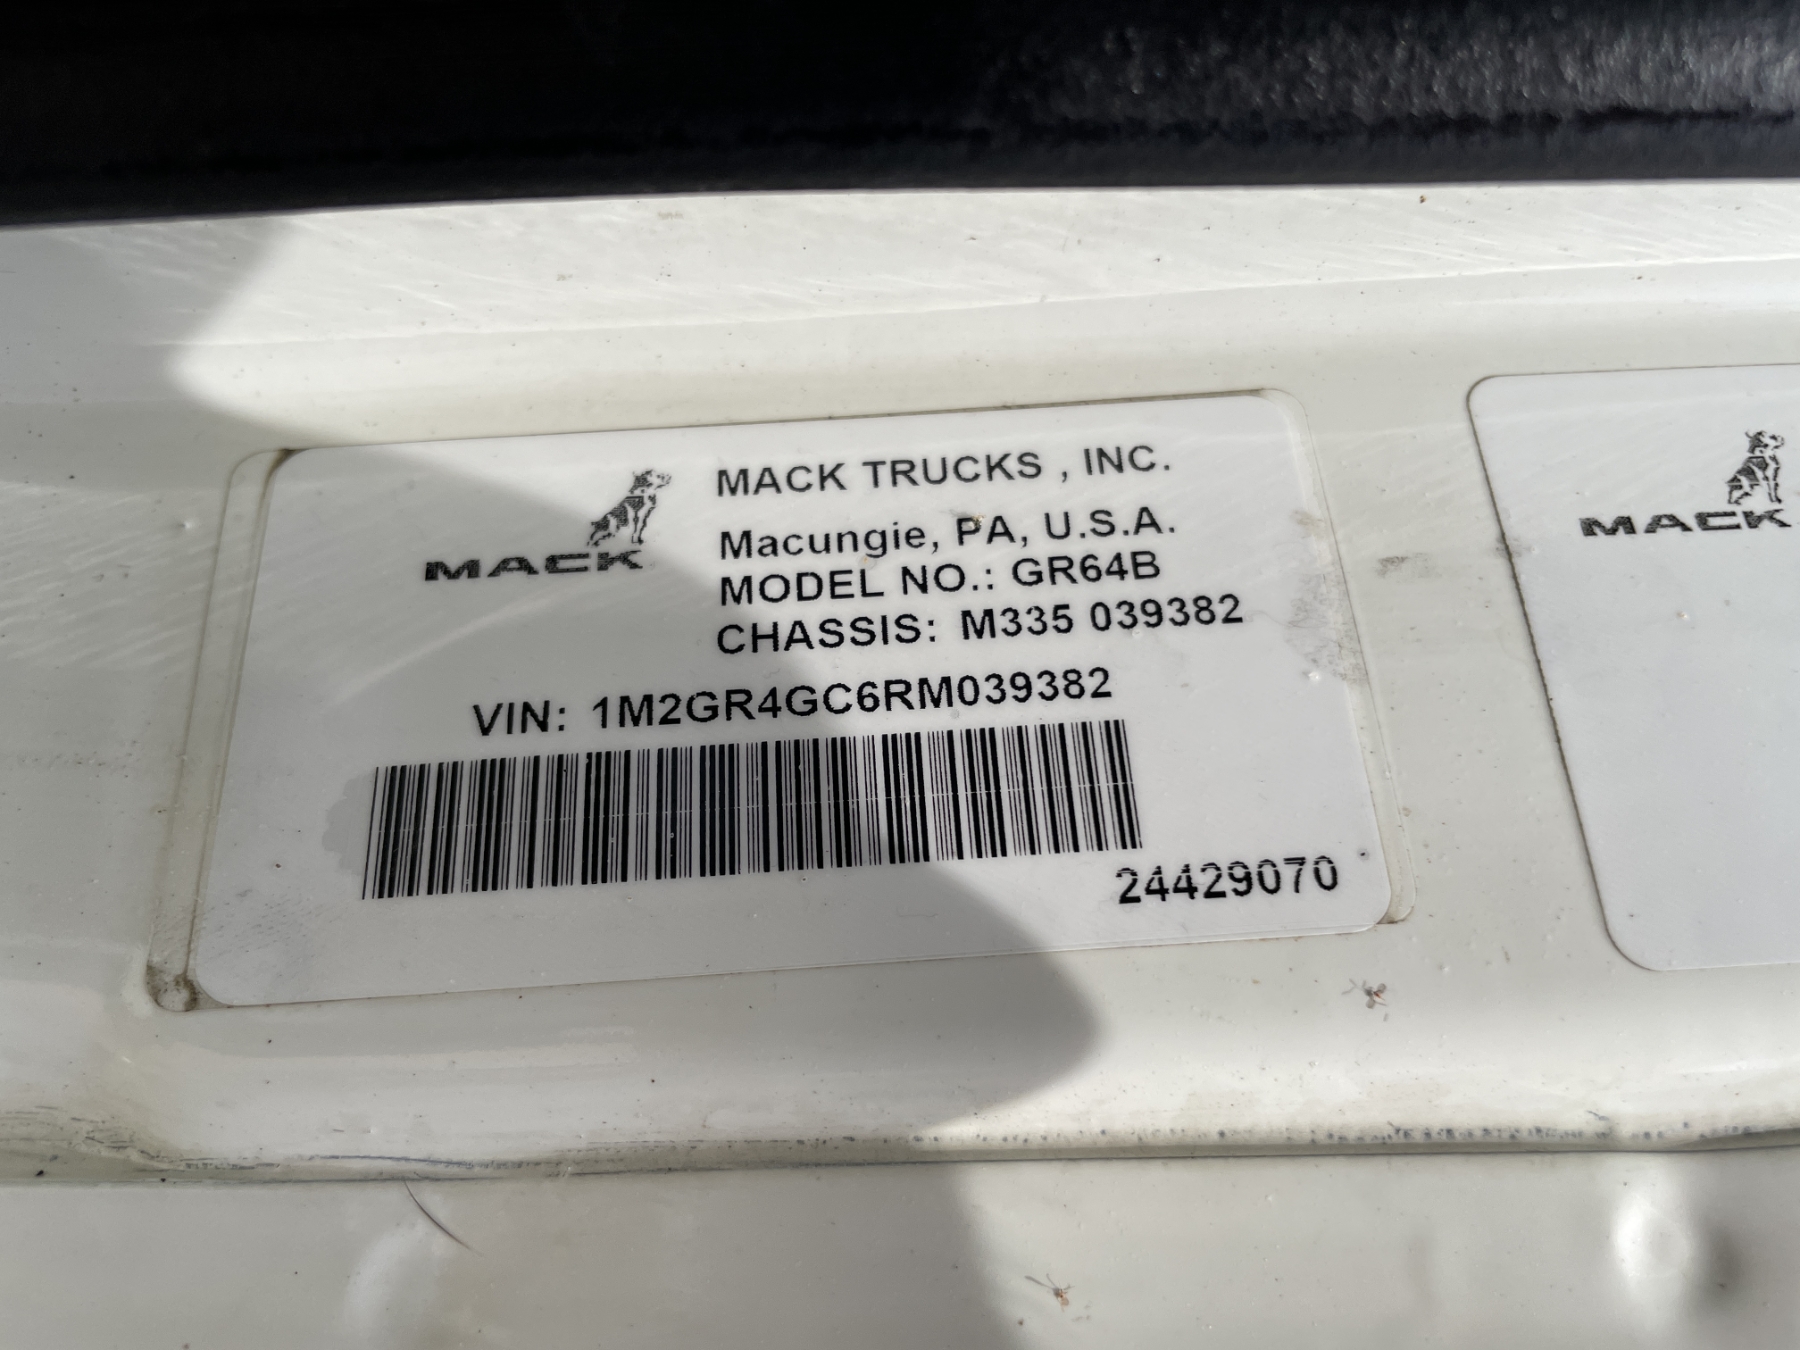 MACK
MACK TRUCKS , INC.
Macungie, PA, U.S.A.
MODEL NO.: GR64B
CHASSIS: M335 039382
VIN: 1M2GR4GC6RM039382
24429070
MACK